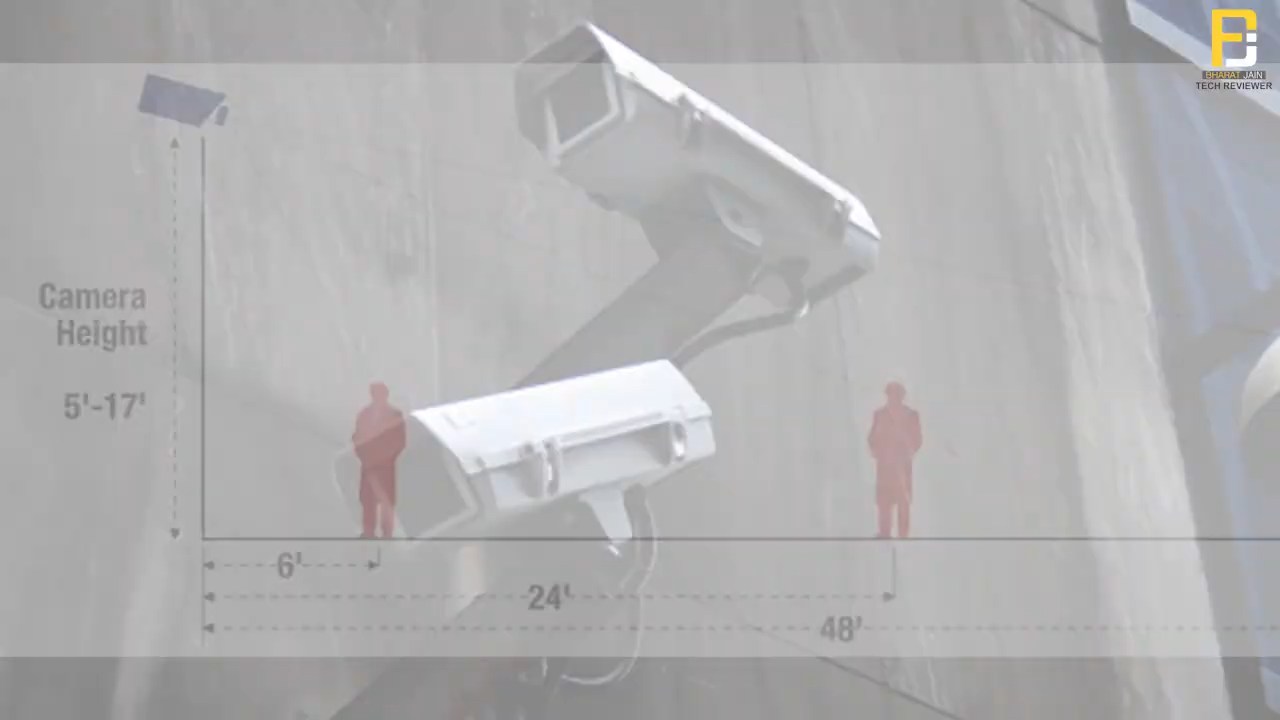 BHARAT JAIN
TECH REVIEWER
Camera
Height
5'-17'
6'
24'
48'